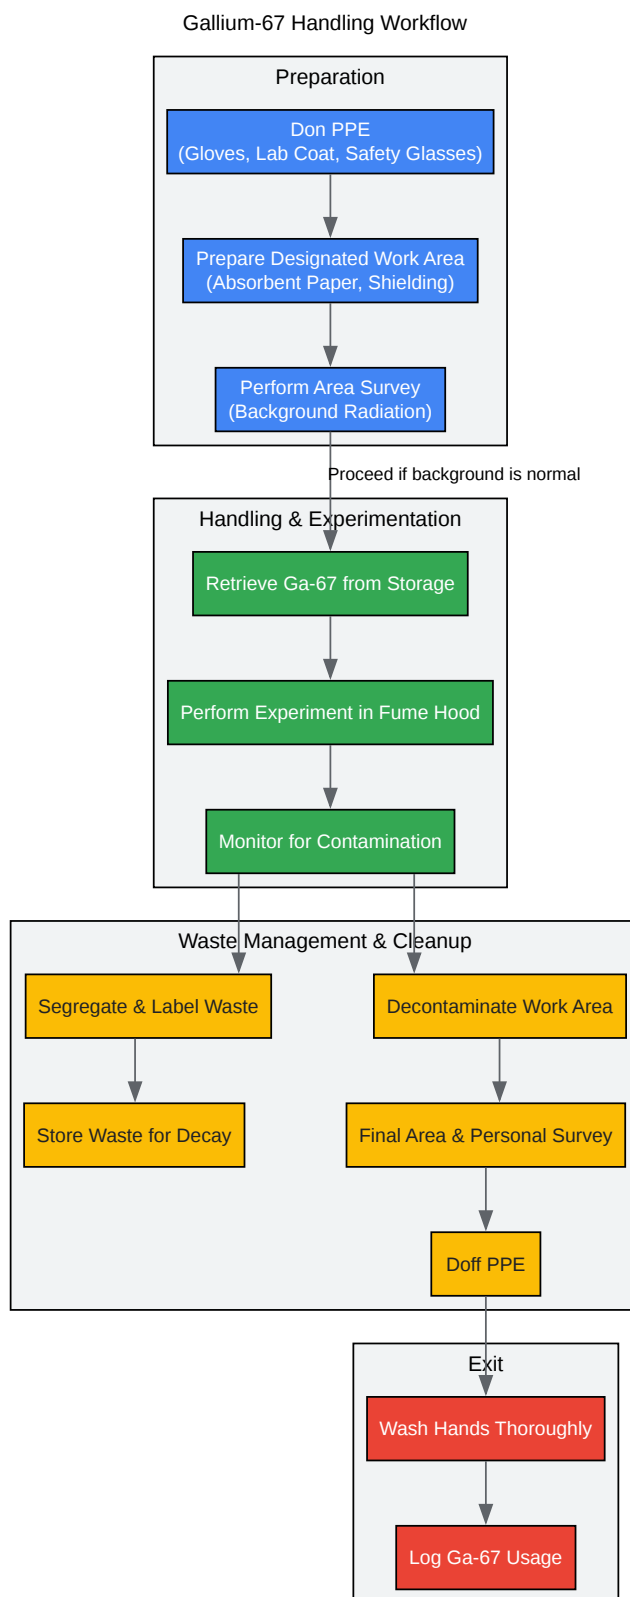 Gallium-67 Handling Workflow
Preparation
Don PPE
(Gloves, Lab Coat, Safety Glasses)
Prepare Designated Work Area
(Absorbent Paper, Shielding)
Perform Area Survey
(Background Radiation)
Proceed if background is normal
Handling & Experimentation
Retrieve Ga-67 from Storage
Perform Experiment in Fume Hood
Monitor for Contamination
Waste Management & Cleanup
Segregate & Label Waste
Decontaminate Work Area
Store Waste for Decay
Final Area & Personal Survey
Doff PPE
Exit
Wash Hands Thoroughly
Log Ga-67 Usage